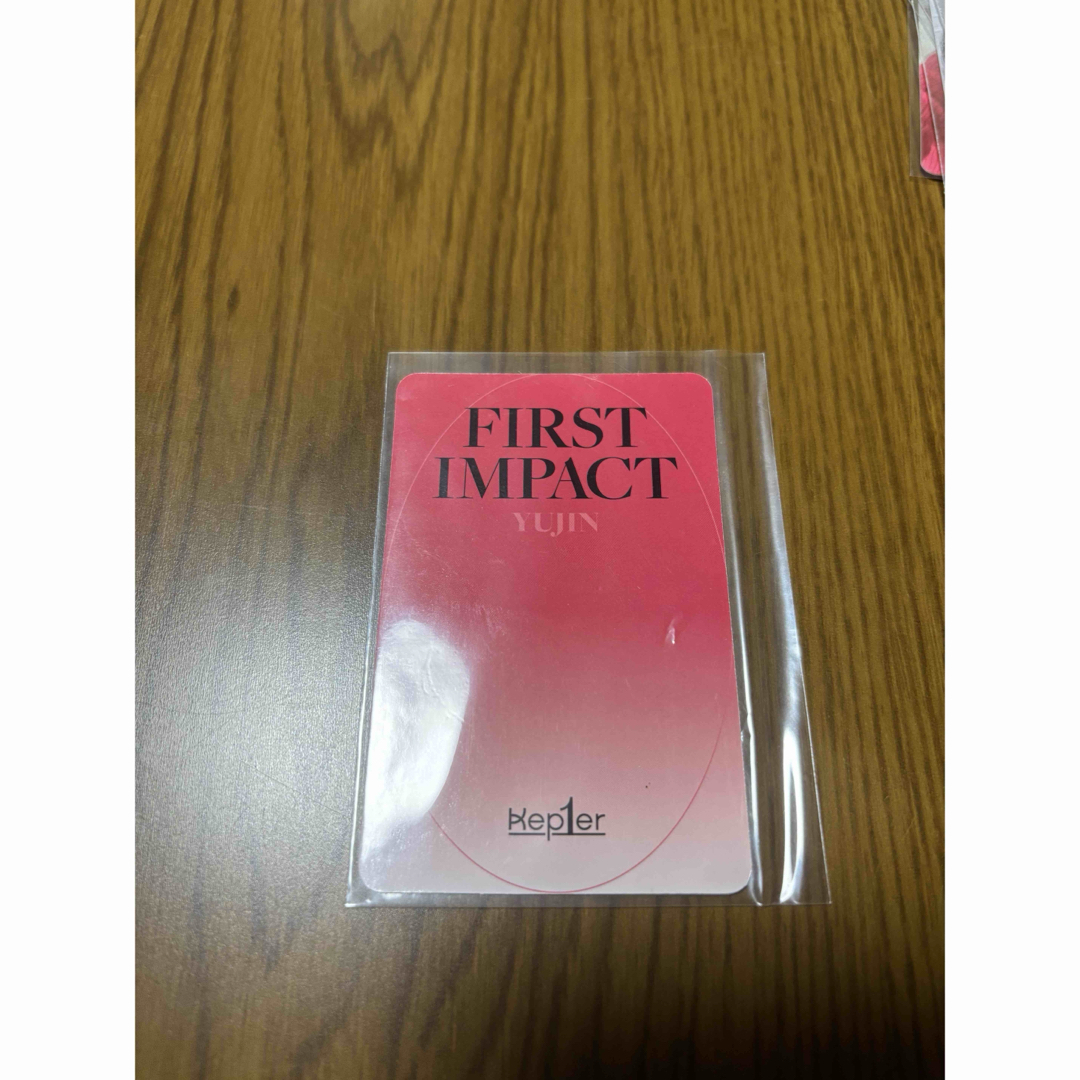 FIRST
IMPACT
YUJIN
Kep1er